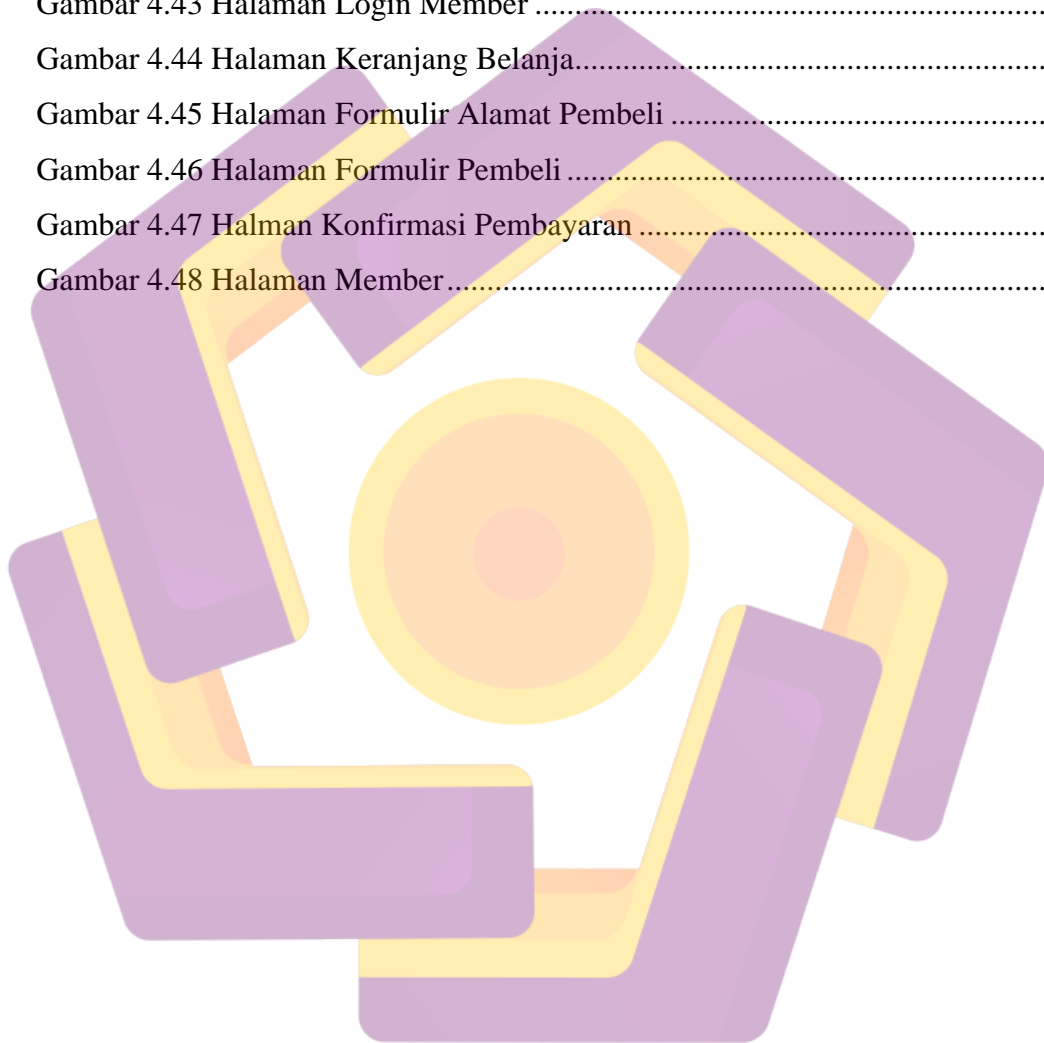 Gambar 4.43 Halaman Login Member ................................................................
Gambar 4.44 Halaman Keranjang Belanja...........................................................
Gambar 4.45 Halaman Formulir Alamat Pembeli ...............................................
Gambar 4.46 Halaman Formulir Pembeli ............................................................
Gambar 4.47 Halman Konfirmasi Pembayaran ...................................................
Gambar 4.48 Halaman Member...........................................................................